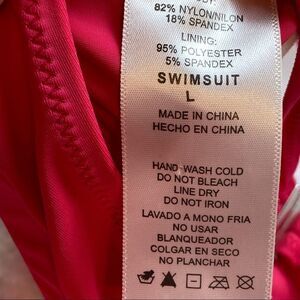 82% NYLON/NILON
18% SPANDEX
LINING:
95% POLYESTER
5% SPANDEX
SWIMSUIT
L
MADE IN CHINA
HECHO EN CHINA
HAND WASH COLD
DO NOT BLEACH
LINE DRY
DO NOT IRON
LAVADO A MONO FRIA
NO USAR
BLANQUEADOR
COLGAR EN SECO
NO PLANCHAR